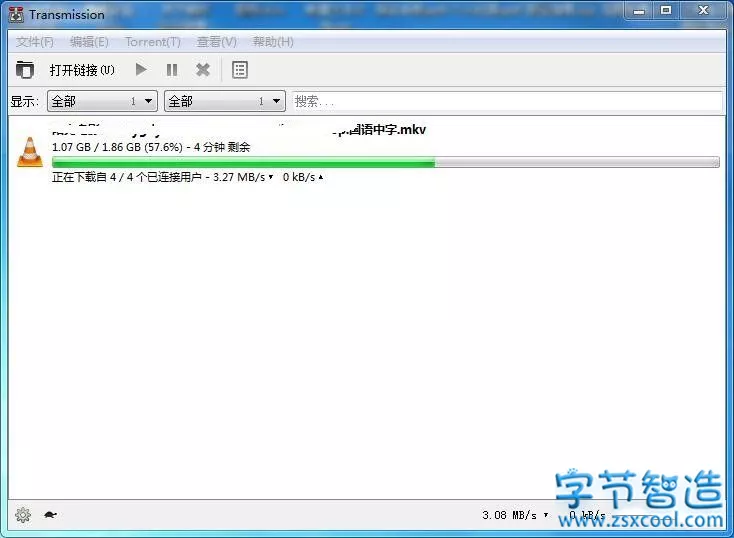 Transmission
文件(F) 编辑(E) Torrent(T) 查看(V) 帮助(H)
打开链接(U)
显示: 全部 1 全部 1 搜索...
国语中字.mkv
1.07 GB / 1.86 GB (57.6%) - 4 分钟 剩余
正在下载自 4 / 4 个已连接用户 - 3.27 MB/s 0 kB/s
3.08 MB/s 0 kB/s
字节智造
www.zsxcool.com